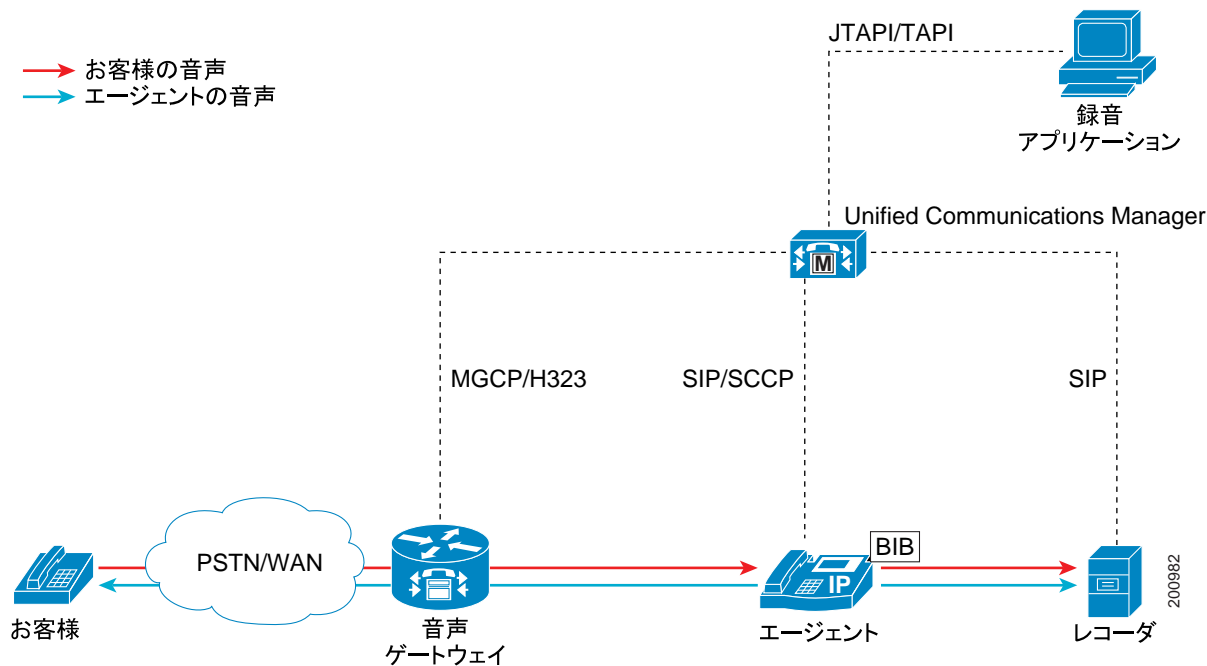 JTAPI/TAPI
お客様の音声
エージェントの音声
録音
アプリケーション
Unified Communications Manager
M
MGCP/H323
SIP/SCCP
SIP
PSTN/WAN
BIB
IP
200982
お客様
音声
ゲートウェイ
エージェント
レコーダ